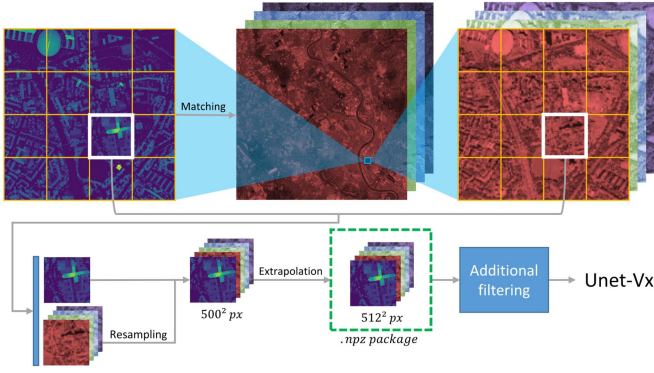 Matching
Resampling
Extrapolation
500² px
512² px
.npz package
Additional
filtering
Unet-Vx